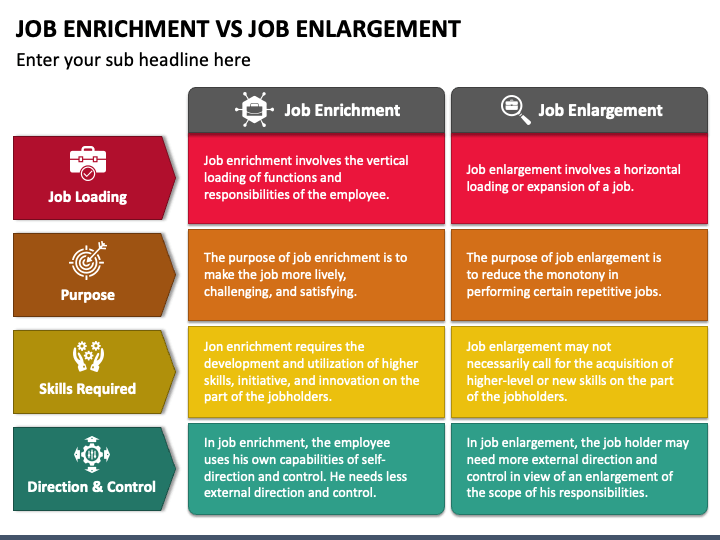 JOB ENRICHMENT VS JOB ENLARGEMENT
Enter your sub headline here
Job Enrichment
Job Enlargement
Job Loading
Job enrichment involves the vertical
loading of functions and
responsibilities of the employee.
Job enlargement involves a horizontal
loading or expansion of a job.
Purpose
The purpose of job enrichment is to
make the job more lively,
challenging, and satisfying.
The purpose of job enlargement is
to reduce the monotony in
performing certain repetitive jobs.
Skills Required
Jon enrichment requires the
development and utilization of higher
skills, initiative, and innovation on the
part of the jobholders.
Job enlargement may not
necessarily call for the acquisition of
higher-level or new skills on the part
of the jobholders.
Direction & Control
In job enrichment, the employee
uses his own capabilities of self-
direction and control. He needs less
external direction and control.
In job enlargement, the job holder may
need more external direction and
control in view of an enlargement of
the scope of his responsibilities.